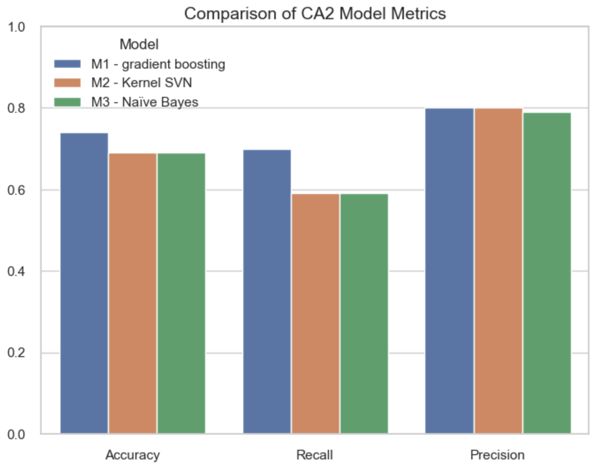 Comparison of CA2 Model Metrics
1.0
0.8
0.6
0.4
0.2
0.0
Model
M1 - gradient boosting
M2 - Kernel SVN
M3 - Naïve Bayes
Accuracy
Recall
Precision